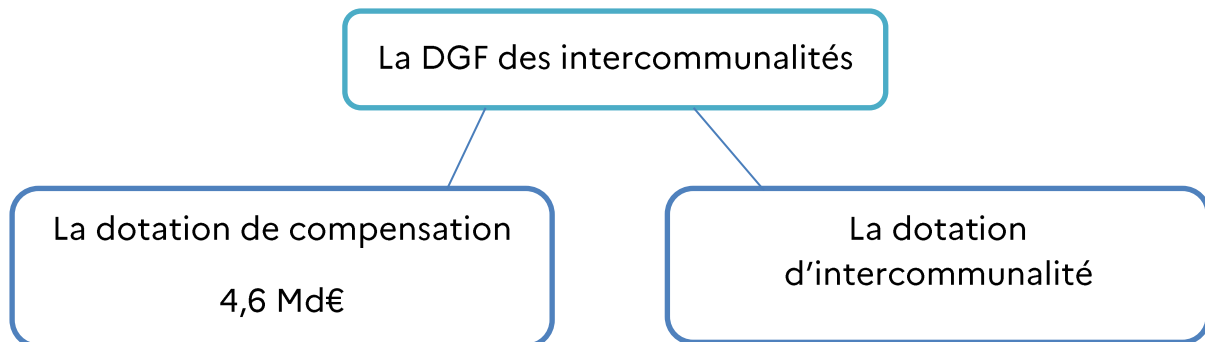 La DGF des intercommunalités
La dotation de compensation
4,6 Md€
La dotation
d’intercommunalité